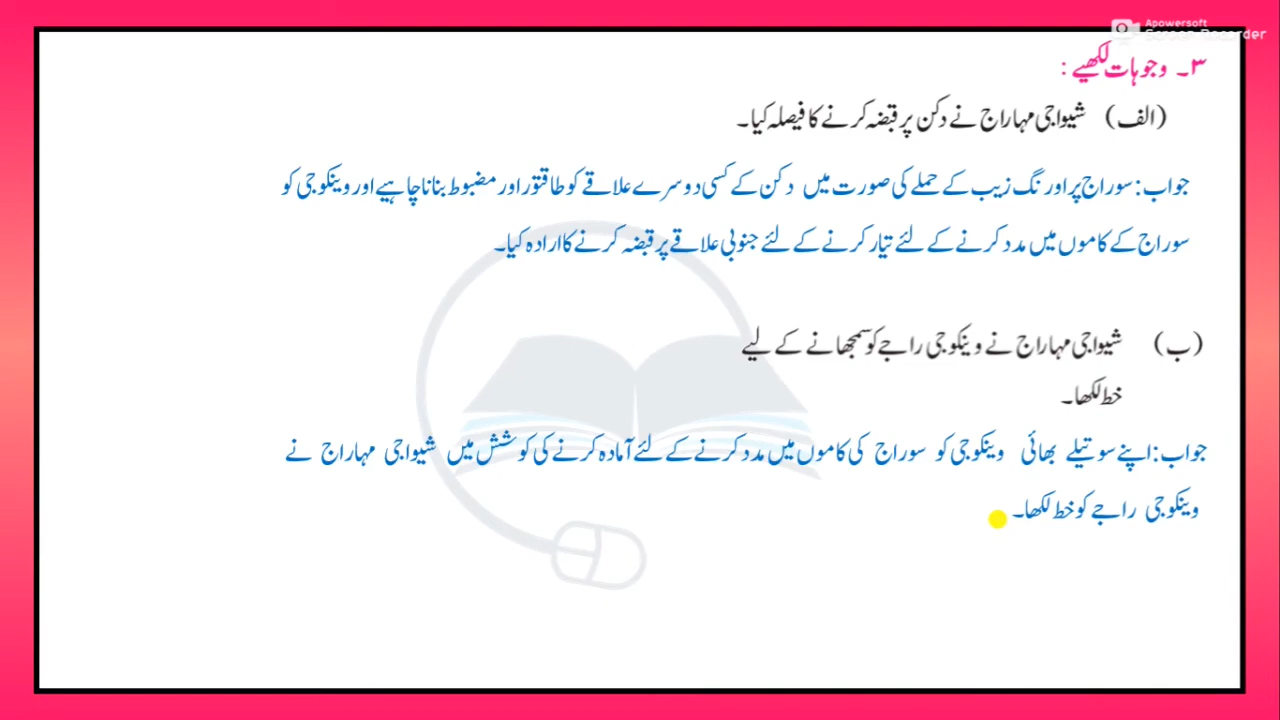 Apowersoft
Screen Recorder
۳۔ وجوہات لکھیے :
(الف) شیواجی مہاراج نے دکن پر قبضہ کرنے کا فیصلہ کیا۔
جواب: سوراج پر اورنگ زیب کے حملے کی صورت میں دکن کے کسی دوسرے علاقے کو طاقتور اور مضبوط بنانا چاہیے اور وینکوجی کو
سوراج کے کاموں میں مدد کرنے کے لئے تیار کرنے کے لئے جنوبی علاقے پر قبضہ کرنے کا ارادہ کیا۔
(ب) شیواجی مہاراج نے وینکوجی راجے کو سمجھانے کے لیے
خط لکھا۔
جواب: اپنے سوتیلے بھائی وینکوجی کو سوراج کی کاموں میں مدد کرنے کے لئے آمادہ کرنے کی کوشش میں شیواجی مہاراج نے
وینکوجی راجے کو خط لکھا۔